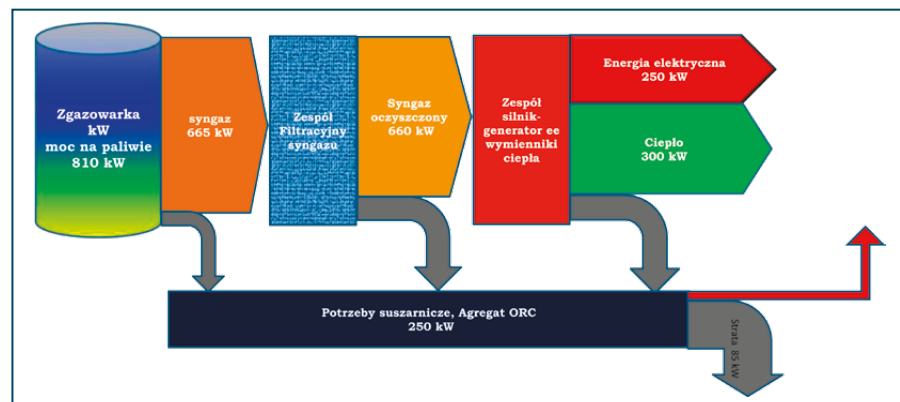 Zgazowarka
kW
moc na paliwie
810 kW
syngaz
665 kW
Zespół
Filtracyjny
syngazu
Syngaz
oczyszczony
660 kW
Zespół
silnik-
generator ee
wymienniki
ciepła
Energia elektryczna
250 kW
Ciepło
300 kW
Potrzeby suszarnicze, Agregat ORC
250 kW
Strata 85 kW